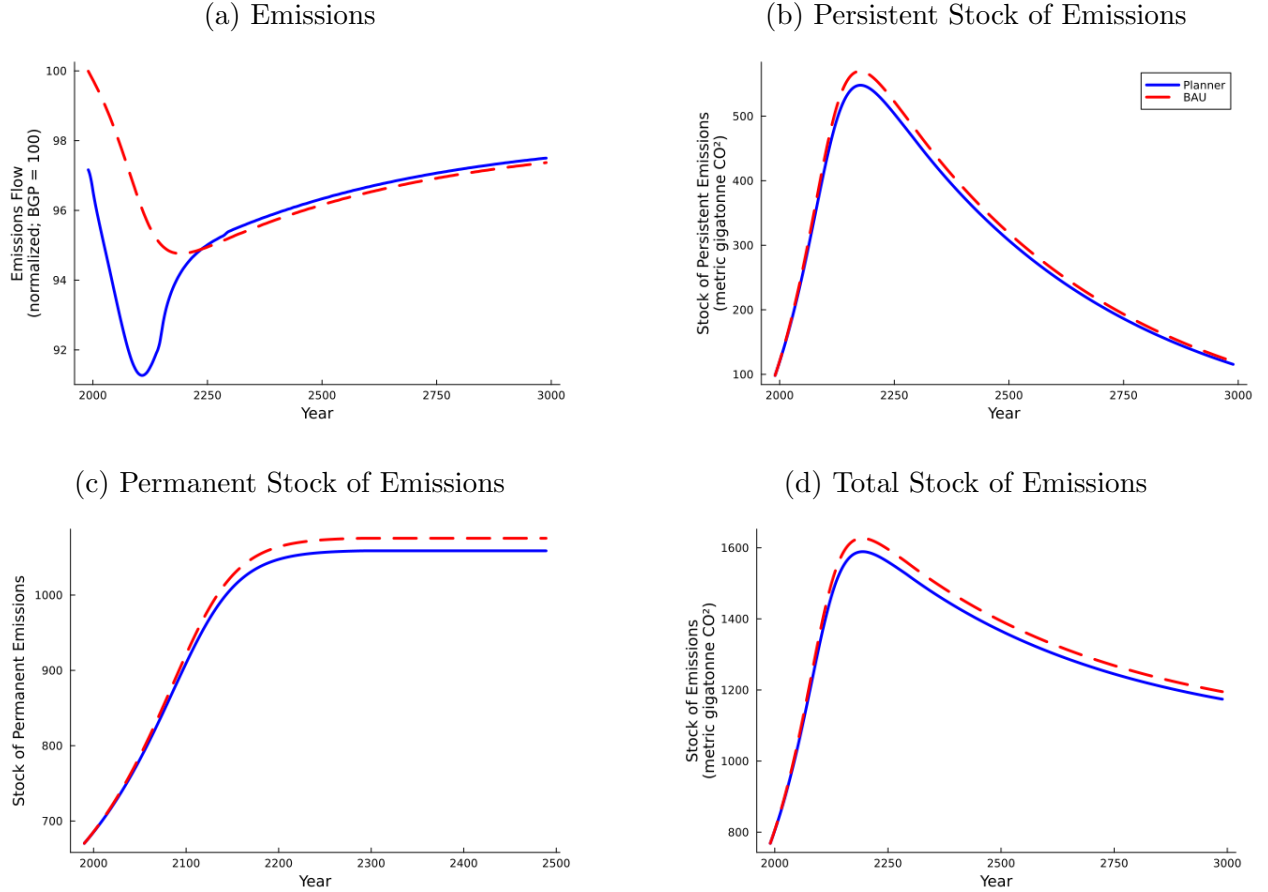 (a) Emissions
Emissions Flow
(normalized; BGP = 100)
100
98
96
94
92
2000
2250
2500
2750
3000
Year
(b) Persistent Stock of Emissions
Stock of Persistent Emissions
(metric gigatonne CO²)
500
400
300
200
100
Planner
BAU
2000
2250
2500
2750
3000
Year
(c) Permanent Stock of Emissions
Stock of Permanent Emissions
1000
900
800
700
2000
2100
2200
2300
2400
2500
Year
(d) Total Stock of Emissions
Stock of Emissions
(metric gigatonne CO²)
1600
1400
1200
1000
800
2000
2250
2500
2750
3000
Year